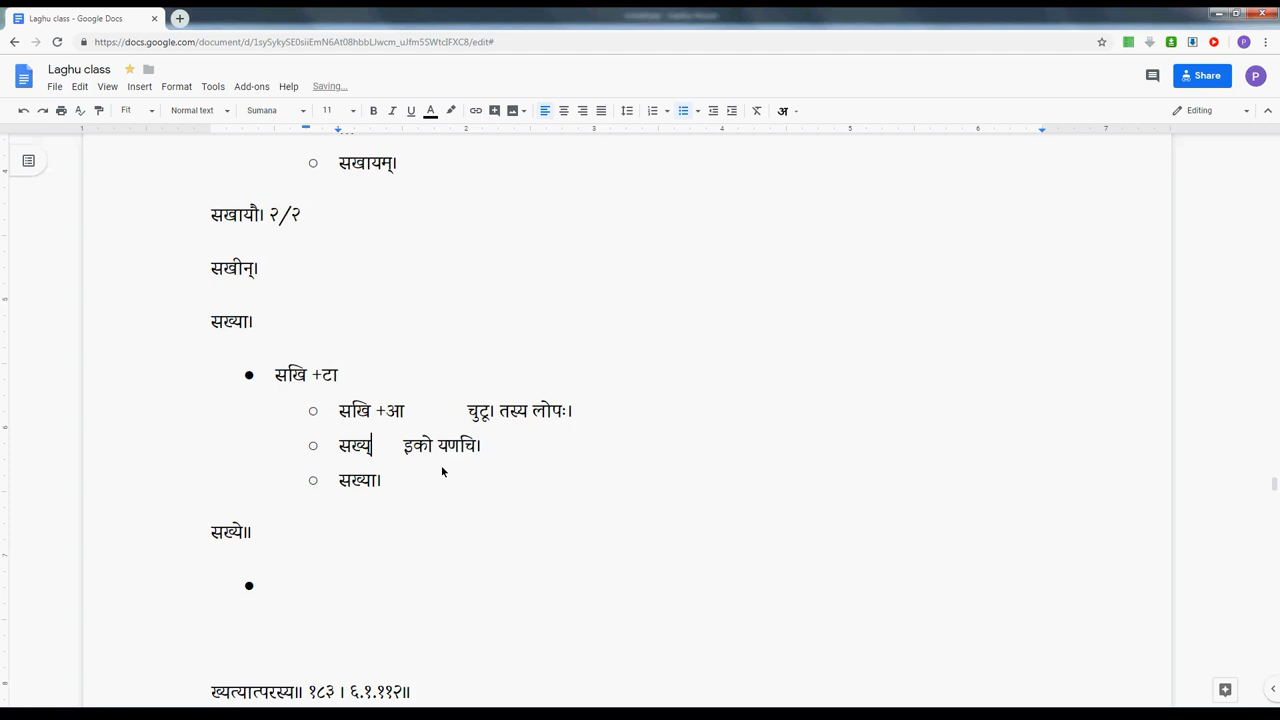 Laghu class - Google Docs
https://docs.google.com/document/d/1sySykySE0siiEmN6At08hbbLlwcm_uJfm5SWtcIFXC8/edit#
Laghu class
File Edit View Insert Format Tools Add-ons Help Saving...
Share
P
Fit Normal text Sumana 11 Editing
सखायम्।
सखायौ। २/२
सखीन्।
सख्या।
सखि +टा
सखि +आ चुटू। तस्य लोपः।
सख्य् इको यणचि।
सख्या।
सख्ये॥
ख्यत्यात्परस्य॥ १८३ । ६.१.११२॥